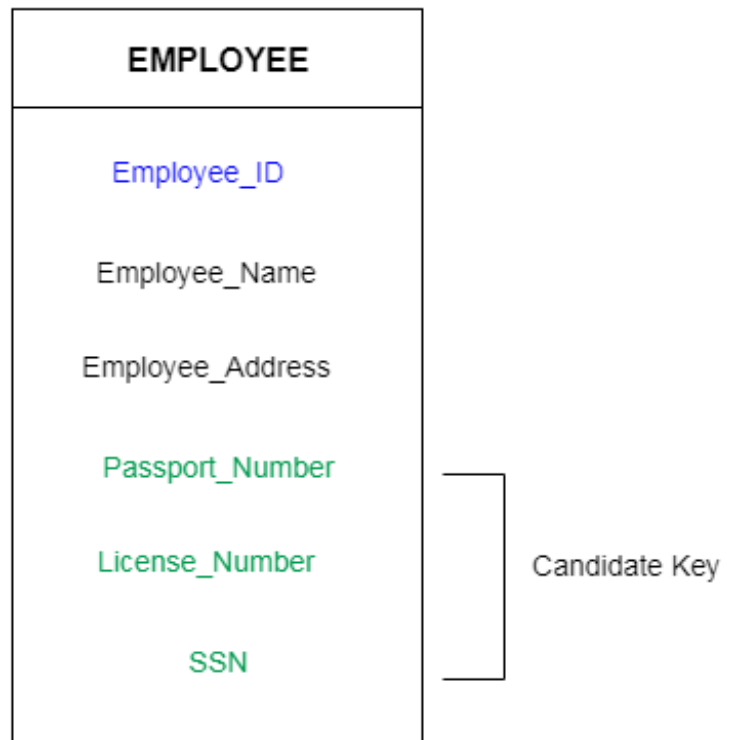 EMPLOYEE
Employee_ID
Employee_Name
Employee_Address
Passport_Number
License_Number
Candidate Key
SSN